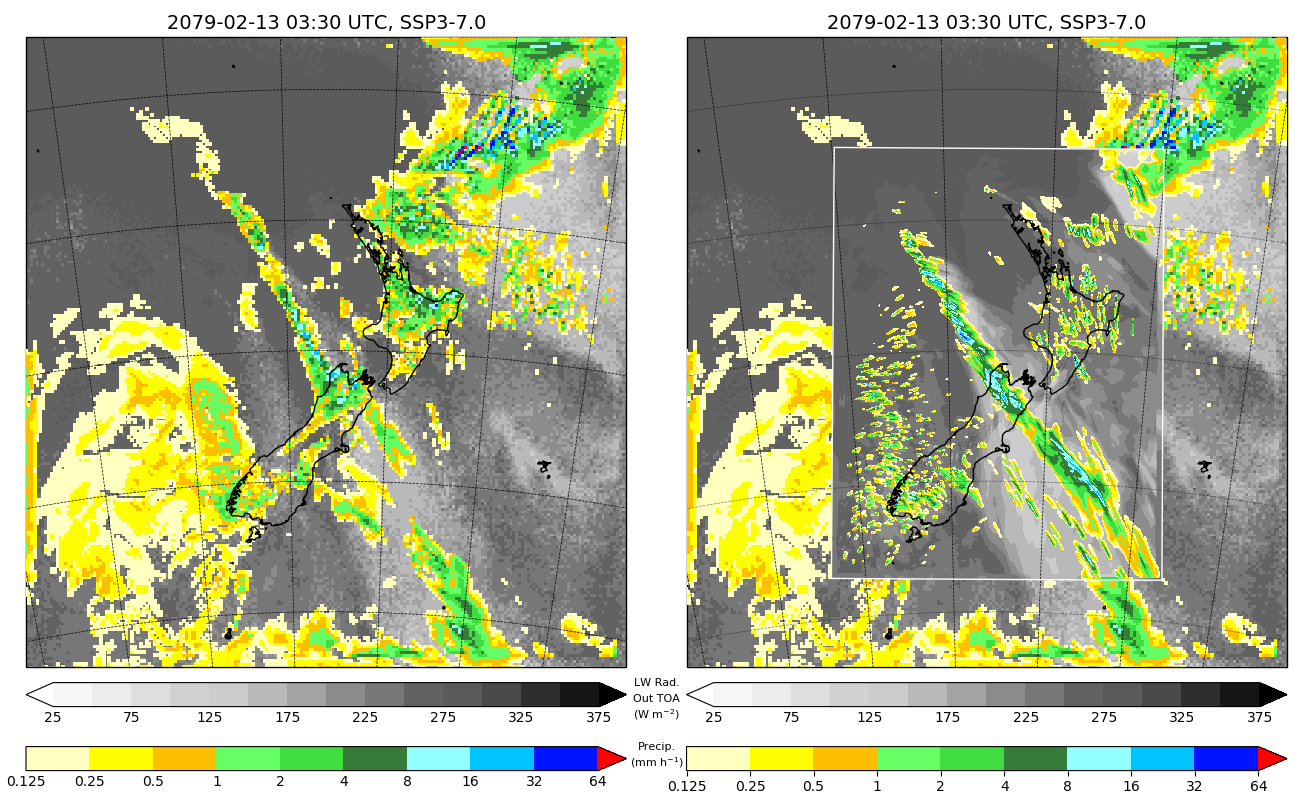 2079-02-13 03:30 UTC, SSP3-7.0
2079-02-13 03:30 UTC, SSP3-7.0
LW Rad.
Out TOA
(W m⁻²)
25 75 125 175 225 275 325 375
25 75 125 175 225 275 325 375
Precip.
(mm h⁻¹)
0.125 0.25 0.5 1 2 4 8 16 32 64
0.125 0.25 0.5 1 2 4 8 16 32 64